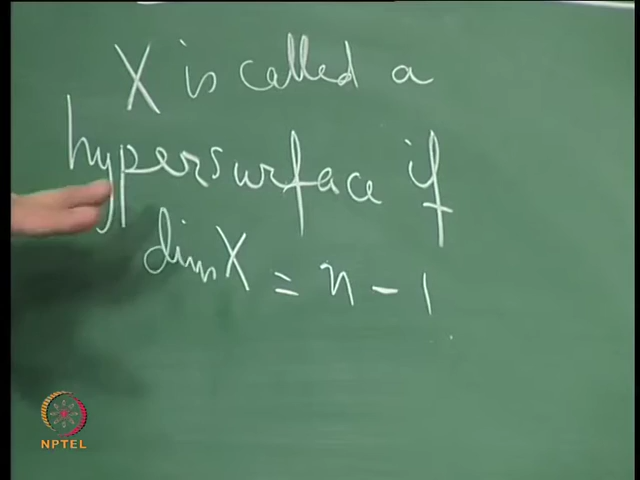 X is called a
hypersurface if
dim X = n - 1
NPTEL